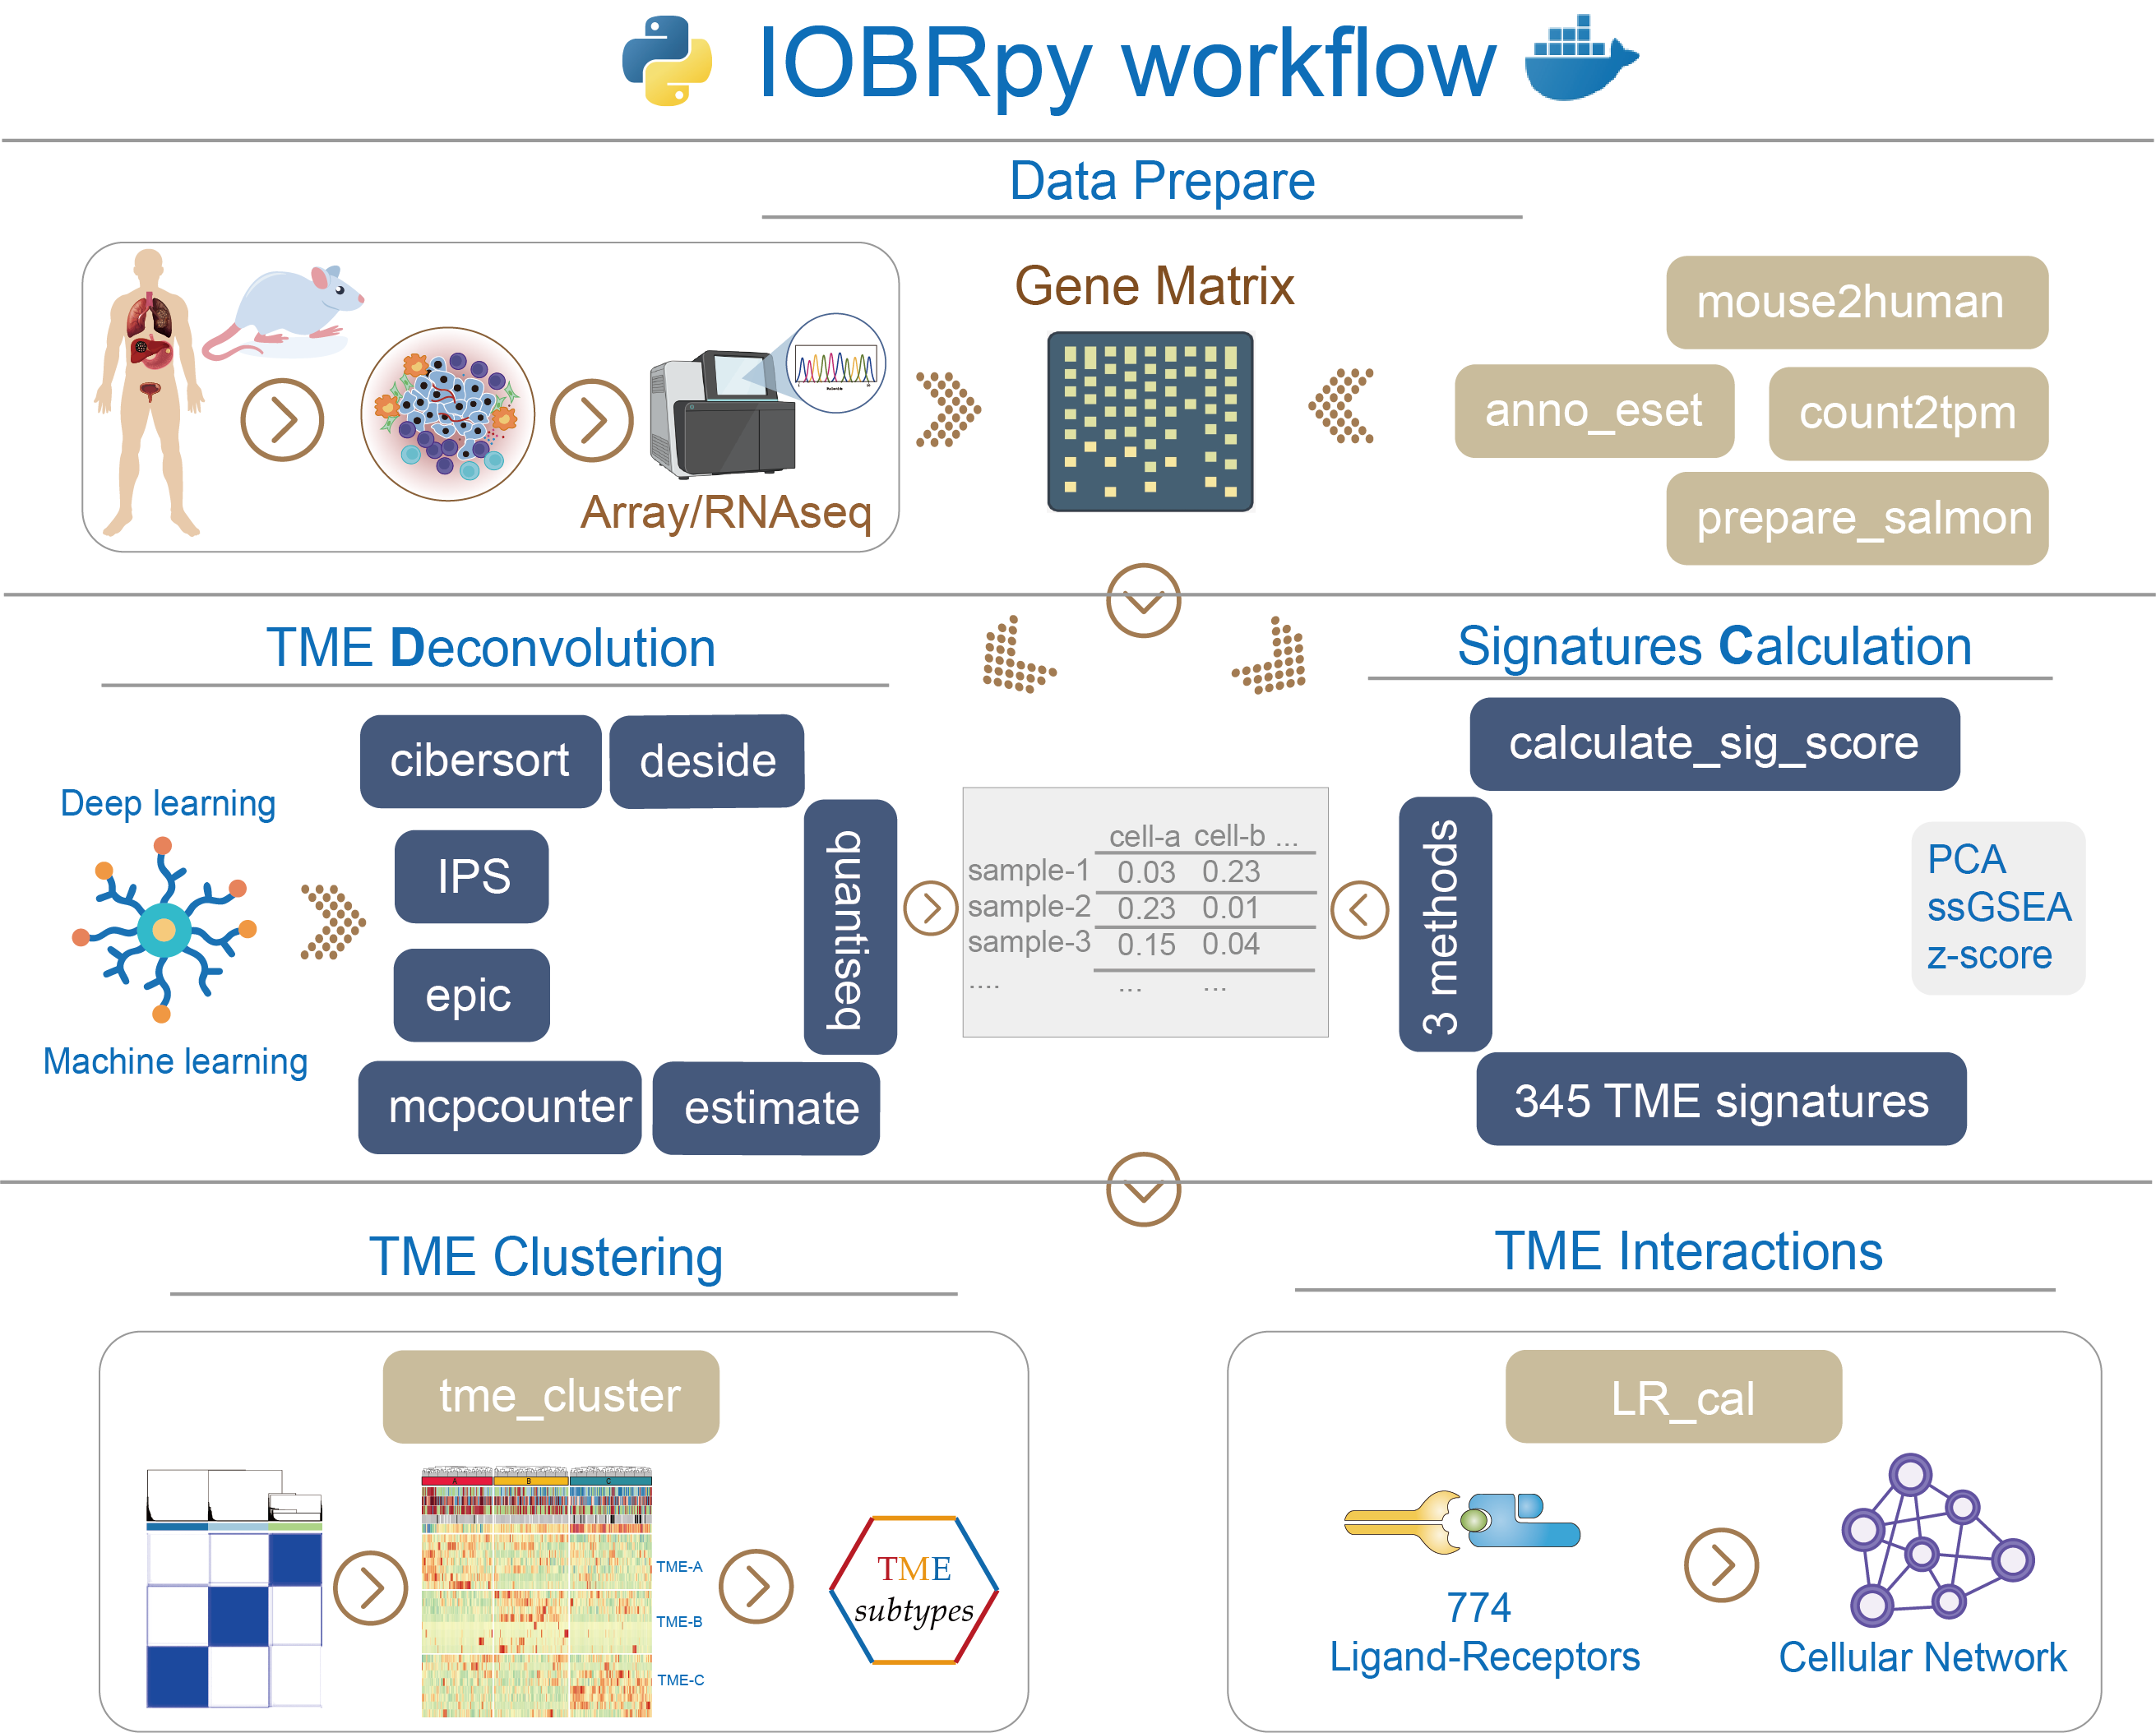 IOBRpy workflow
Data Prepare
Gene Matrix
Array/RNAseq
mouse2human
anno_eset
count2tpm
prepare_salmon
TME Deconvolution
Signatures Calculation
Deep learning
Machine learning
cibersort
deside
IPS
epic
quantiseq
mcpcounter
estimate
cell-a cell-b ...
sample-1 0.03 0.23
sample-2 0.23 0.01
sample-3 0.15 0.04
.... ... ...
calculate_sig_score
3 methods
PCA
ssGSEA
z-score
345 TME signatures
TME Clustering
TME Interactions
tme_cluster
A B C
TME-A
TME-B
TME-C
TME
subtypes
LR_cal
774
Ligand-Receptors
Cellular Network